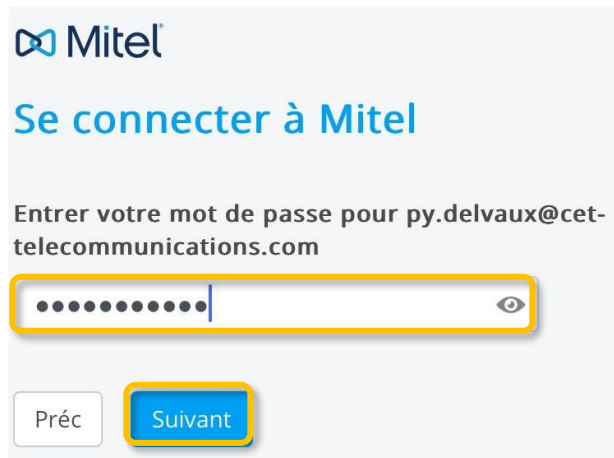 Mitel
Se connecter à Mitel
Entrer votre mot de passe pour py.delvaux@cet-
telecommunications.com
●●●●●●●●●●●
Préc
Suivant